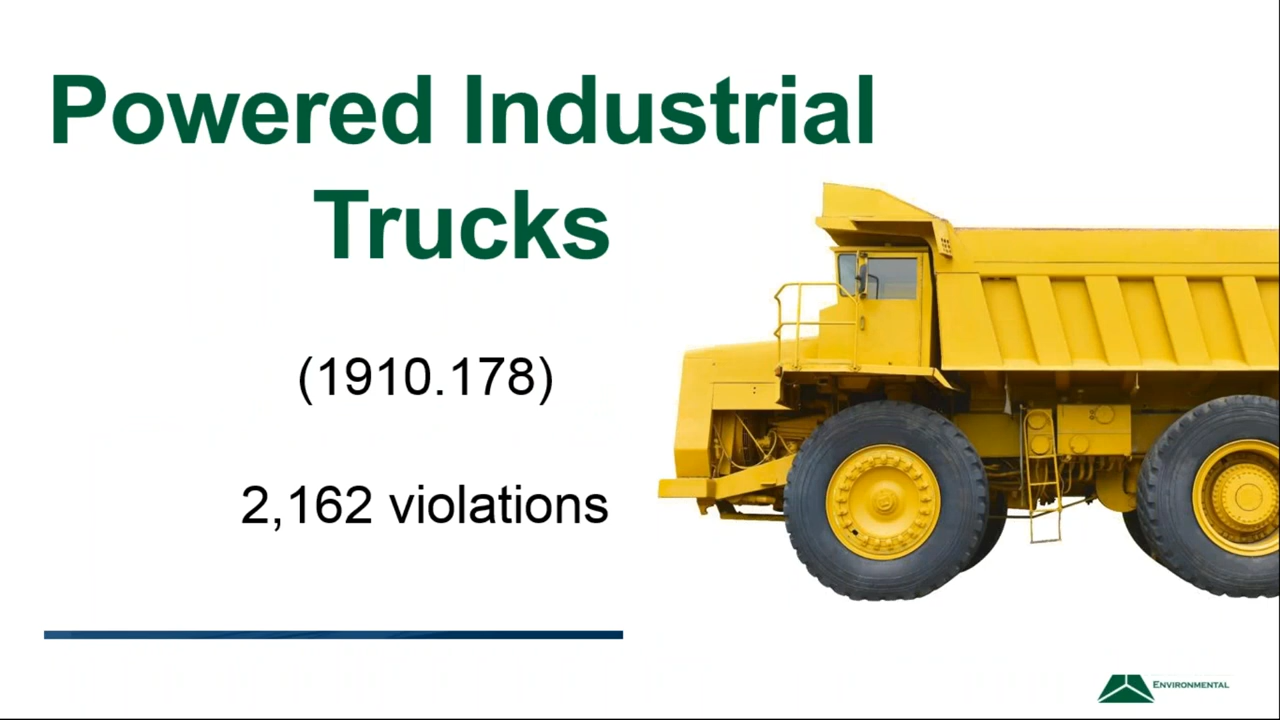 Powered Industrial
Trucks
(1910.178)
2,162 violations
ENVIRONMENTAL